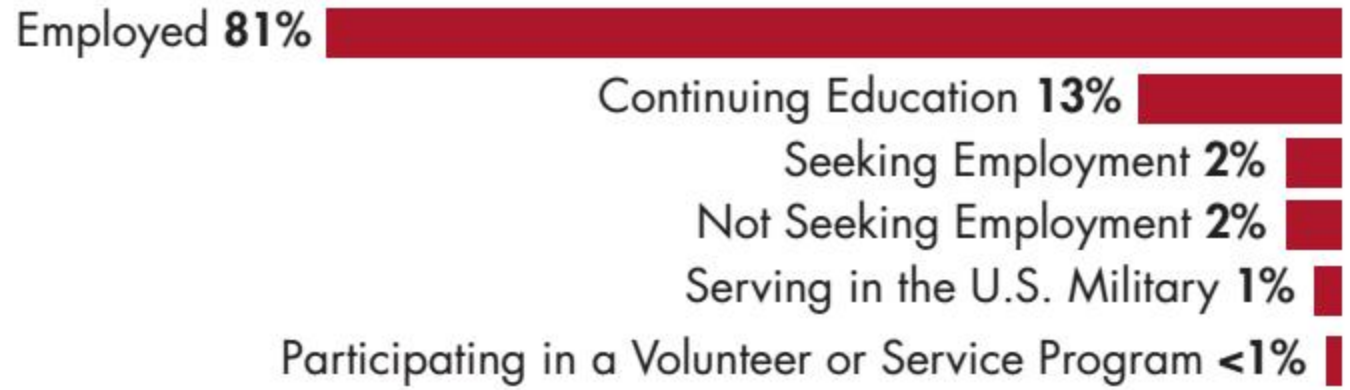 Employed 81%
Continuing Education 13%
Seeking Employment 2%
Not Seeking Employment 2%
Serving in the U.S. Military 1%
Participating in a Volunteer or Service Program <1%